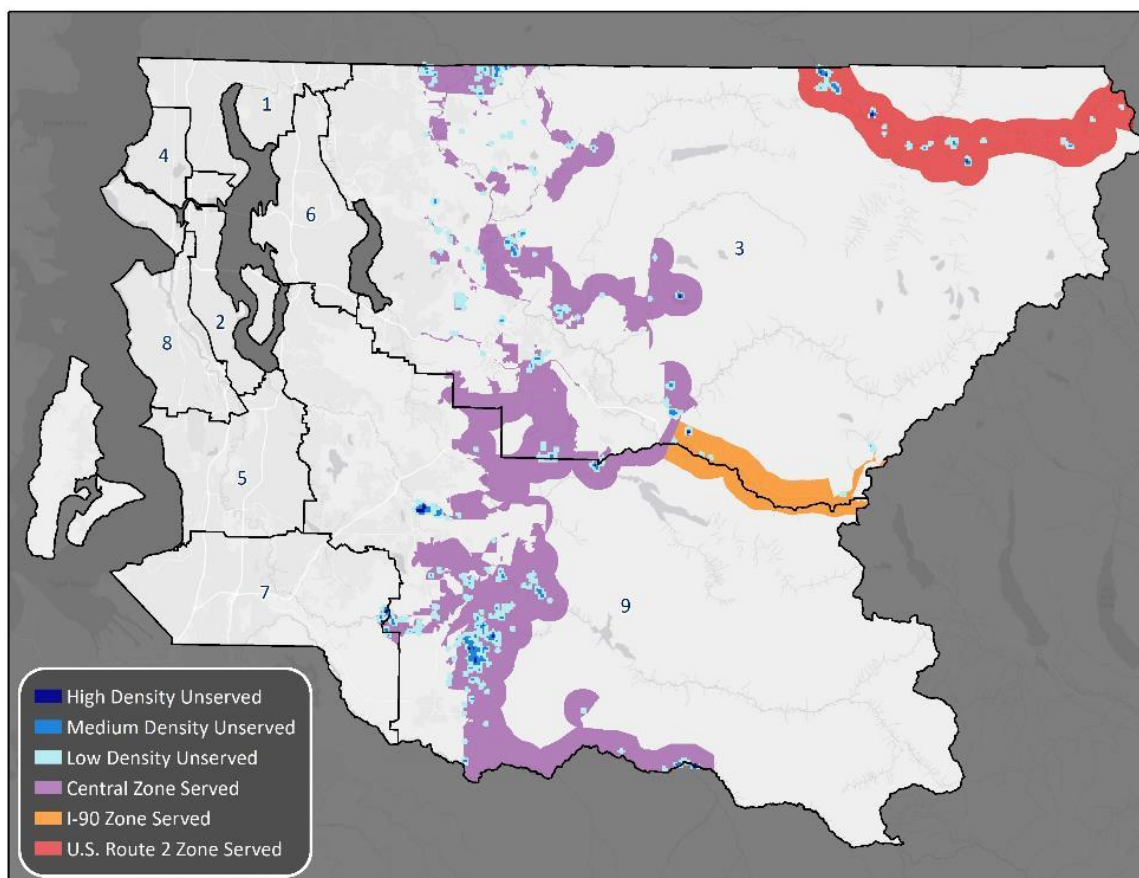 1
4
6
3
2
8
5
7
9
High Density Unserved
Medium Density Unserved
Low Density Unserved
Central Zone Served
I-90 Zone Served
U.S. Route 2 Zone Served